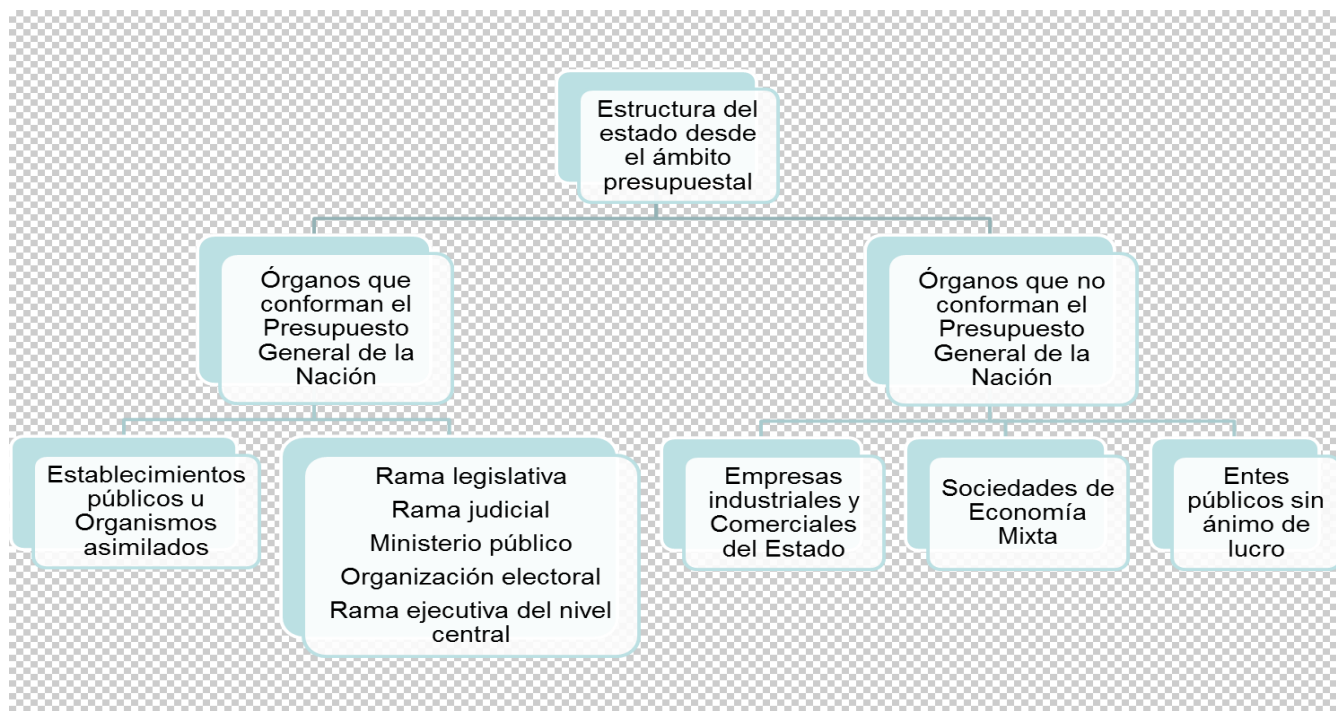 Estructura del
estado desde
el ámbito
presupuestal
Órganos que
conforman el
Presupuesto
General de la
Nación
Órganos que no
conforman el
Presupuesto
General de la
Nación
Establecimientos
públicos u
Organismos
asimilados
Rama legislativa
Rama judicial
Ministerio público
Organización electoral
Rama ejecutiva del nivel
central
Empresas
industriales y
Comerciales
del Estado
Sociedades de
Economía
Mixta
Entes
públicos sin
ánimo de
lucro